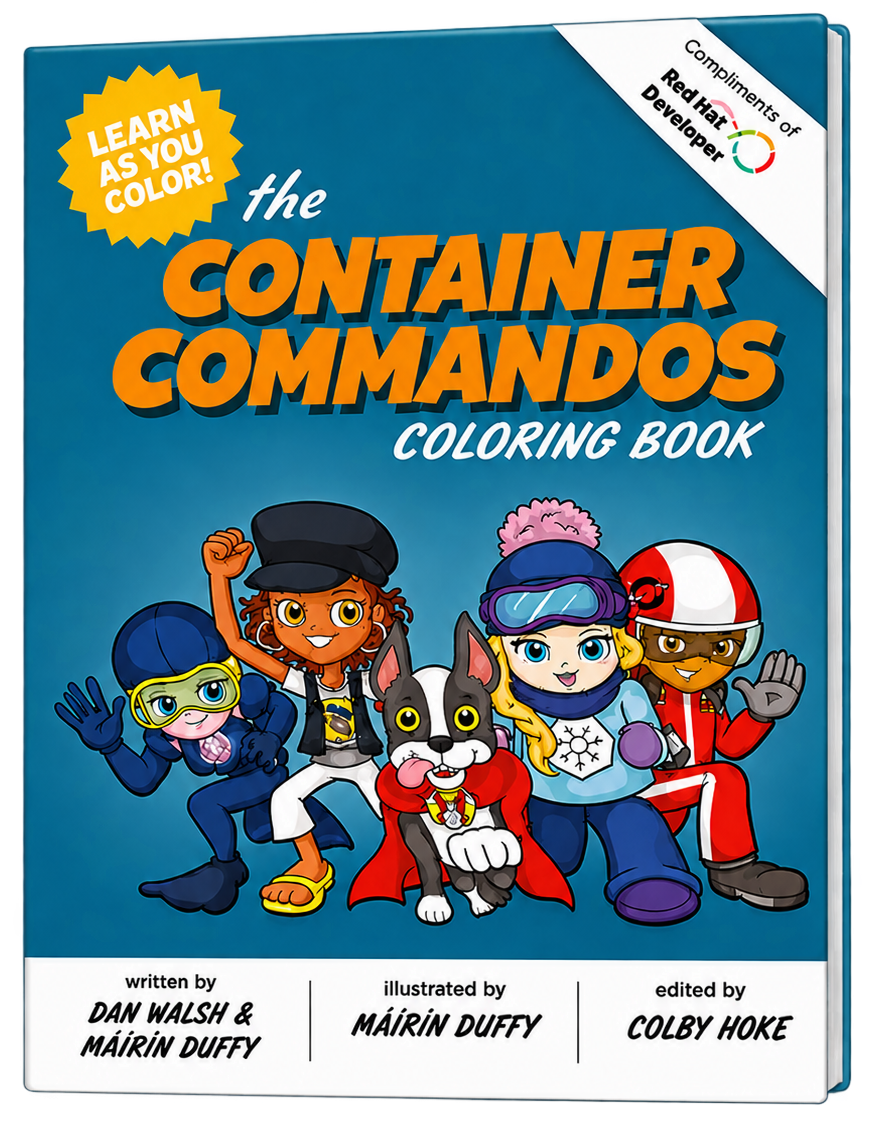 LEARN
AS YOU
COLOR!
Compliments of
Red Hat
Developer
the
CONTAINER
COMMANDOS
COLORING BOOK
written by
DAN WALSH &
MÁIRÍN DUFFY
illustrated by
MÁIRÍN DUFFY
edited by
COLBY HOKE